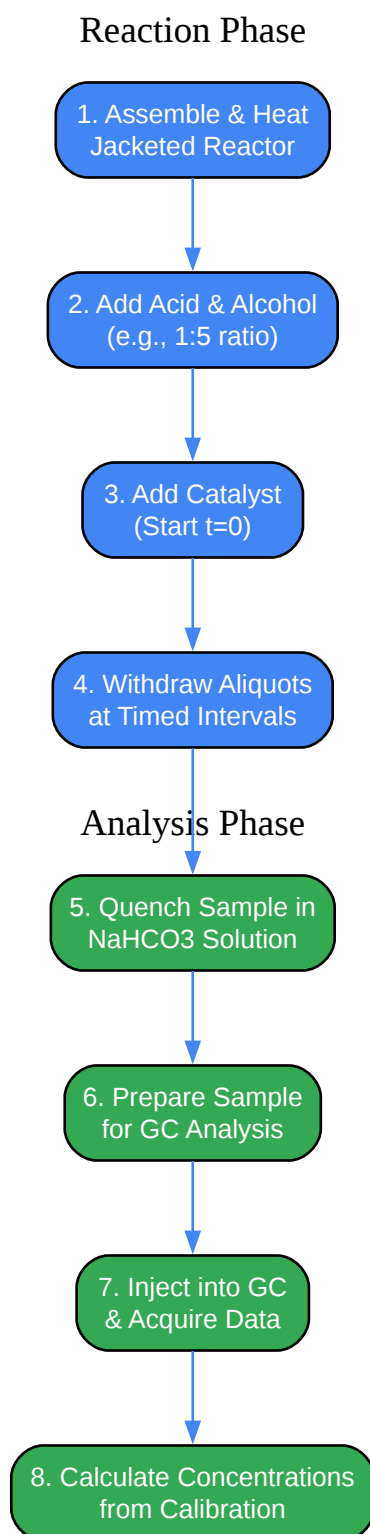 Reaction Phase
1. Assemble & Heat
Jacketed Reactor
2. Add Acid & Alcohol
(e.g., 1:5 ratio)
3. Add Catalyst
(Start t=0)
4. Withdraw Aliquots
at Timed Intervals
Analysis Phase
5. Quench Sample in
NaHCO3 Solution
6. Prepare Sample
for GC Analysis
7. Inject into GC
& Acquire Data
8. Calculate Concentrations
from Calibration